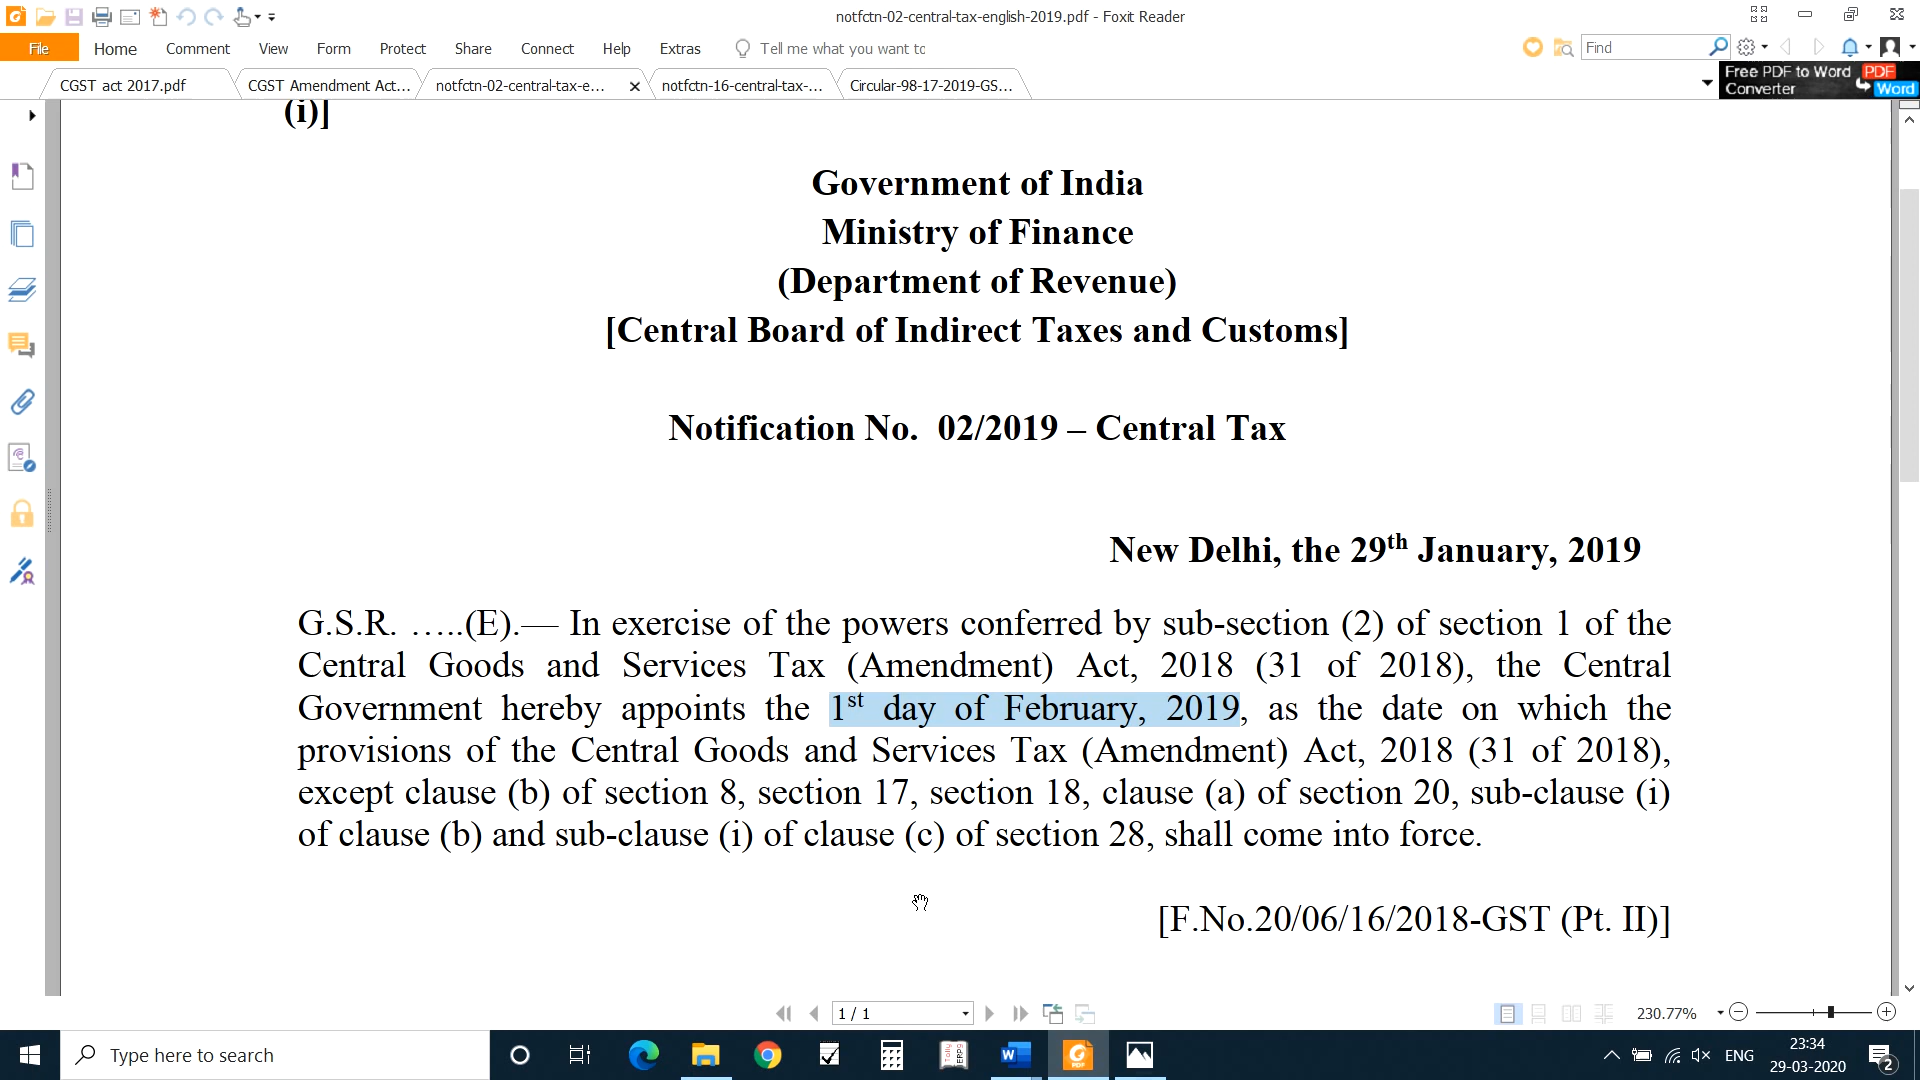 notfctn-02-central-tax-english-2019.pdf - Foxit Reader
File Home Comment View Form Protect Share Connect Help Extras Tell me what you want to Find
CGST act 2017.pdf CGST Amendment Act... notfctn-02-central-tax-e... notfctn-16-central-tax-... Circular-98-17-2019-GS...
Free PDF to Word Converter PDF Word
(i)]
Government of India
Ministry of Finance
(Department of Revenue)
[Central Board of Indirect Taxes and Customs]
Notification No. 02/2019 – Central Tax
New Delhi, the 29th January, 2019
G.S.R. …..(E).— In exercise of the powers conferred by sub-section (2) of section 1 of the
Central Goods and Services Tax (Amendment) Act, 2018 (31 of 2018), the Central
Government hereby appoints the 1st day of February, 2019, as the date on which the
provisions of the Central Goods and Services Tax (Amendment) Act, 2018 (31 of 2018),
except clause (b) of section 8, section 17, section 18, clause (a) of section 20, sub-clause (i)
of clause (b) and sub-clause (i) of clause (c) of section 28, shall come into force.
[F.No.20/06/16/2018-GST (Pt. II)]
1 / 1 230.77%
Type here to search ENG 23:34
29-03-2020 2